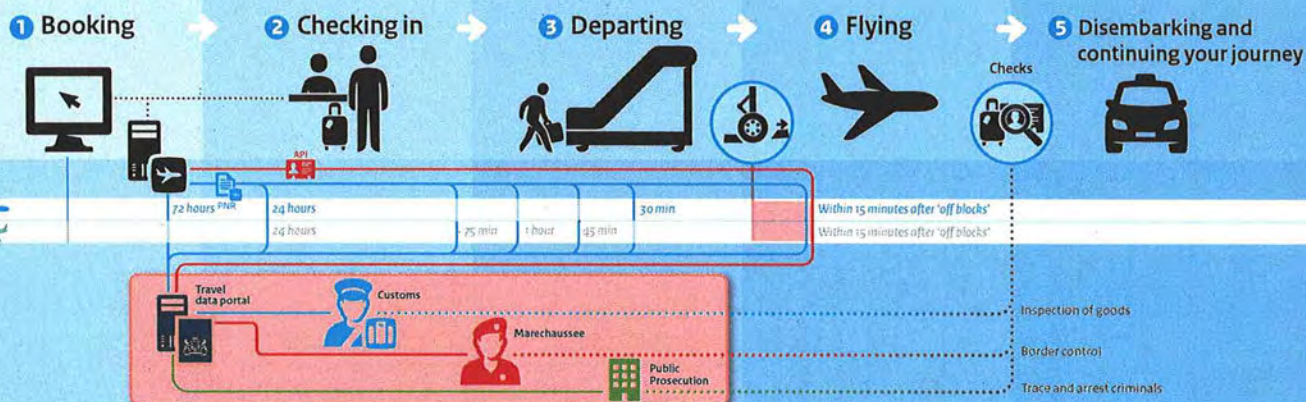 1 Booking
2 Checking in
3 Departing
4 Flying
5 Disembarking and
continuing your journey
Checks
API
PNR
72 hours
24 hours
30 min
Within 15 minutes after 'off blocks'
24 hours
75 min
1 hour
45 min
Within 15 minutes after 'off blocks'
Travel
data portal
Customs
Inspection of goods
Marechaussee
Border control
Public
Prosecution
Trace and arrest criminals